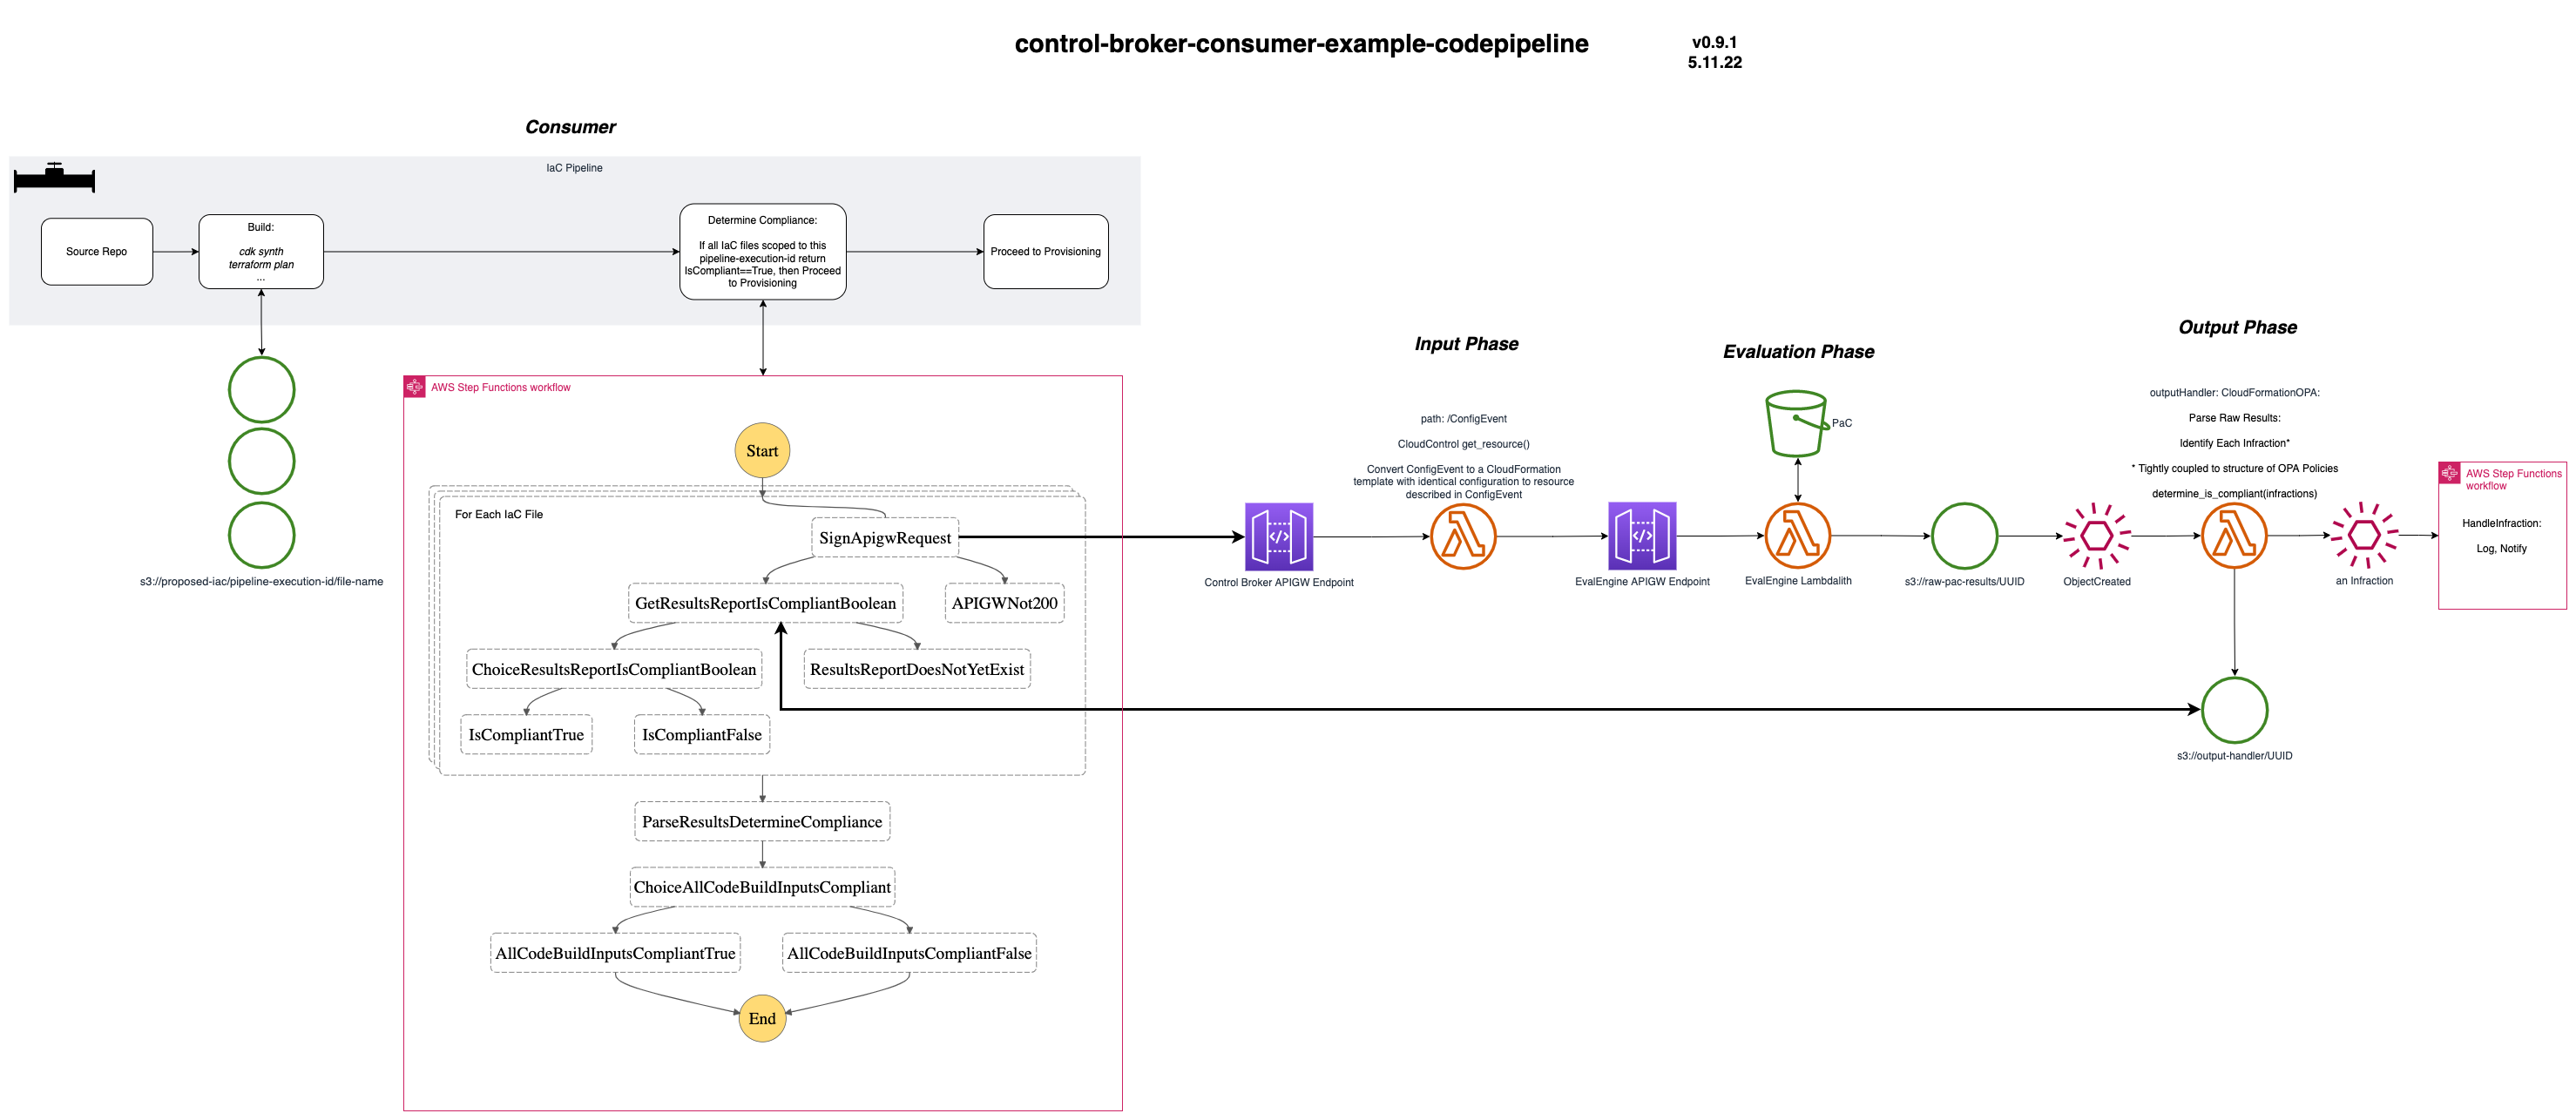 control-broker-consumer-example-codepipeline
v0.9.1
5.11.22
Consumer
IaC Pipeline
Source Repo
Build:
cdk synth
terraform plan
...
Determine Compliance:
If all IaC files scoped to this
pipeline-execution-id return
IsCompliant==True, then Proceed
to Provisioning
Proceed to Provisioning
s3://proposed-iac/pipeline-execution-id/file-name
AWS Step Functions workflow
Start
For Each IaC File
SignApigwRequest
GetResultsReportIsCompliantBoolean
APIGWNot200
ChoiceResultsReportIsCompliantBoolean
ResultsReportDoesNotYetExist
IsCompliantTrue
IsCompliantFalse
ParseResultsDetermineCompliance
ChoiceAllCodeBuildInputsCompliant
AllCodeBuildInputsCompliantTrue
AllCodeBuildInputsCompliantFalse
End
Input Phase
path: /ConfigEvent
CloudControl get_resource()
Convert ConfigEvent to a CloudFormation
template with identical configuration to resource
described in ConfigEvent
Control Broker APIGW Endpoint
EvalEngine APIGW Endpoint
Evaluation Phase
PaC
EvalEngine Lambdalith
s3://raw-pac-results/UUID
ObjectCreated
Output Phase
outputHandler: CloudFormationOPA:
Parse Raw Results:
Identify Each Infraction*
* Tightly coupled to structure of OPA Policies
determine_is_compliant(infractions)
an Infraction
AWS Step Functions
workflow
HandleInfraction:
Log, Notify
s3://output-handler/UUID